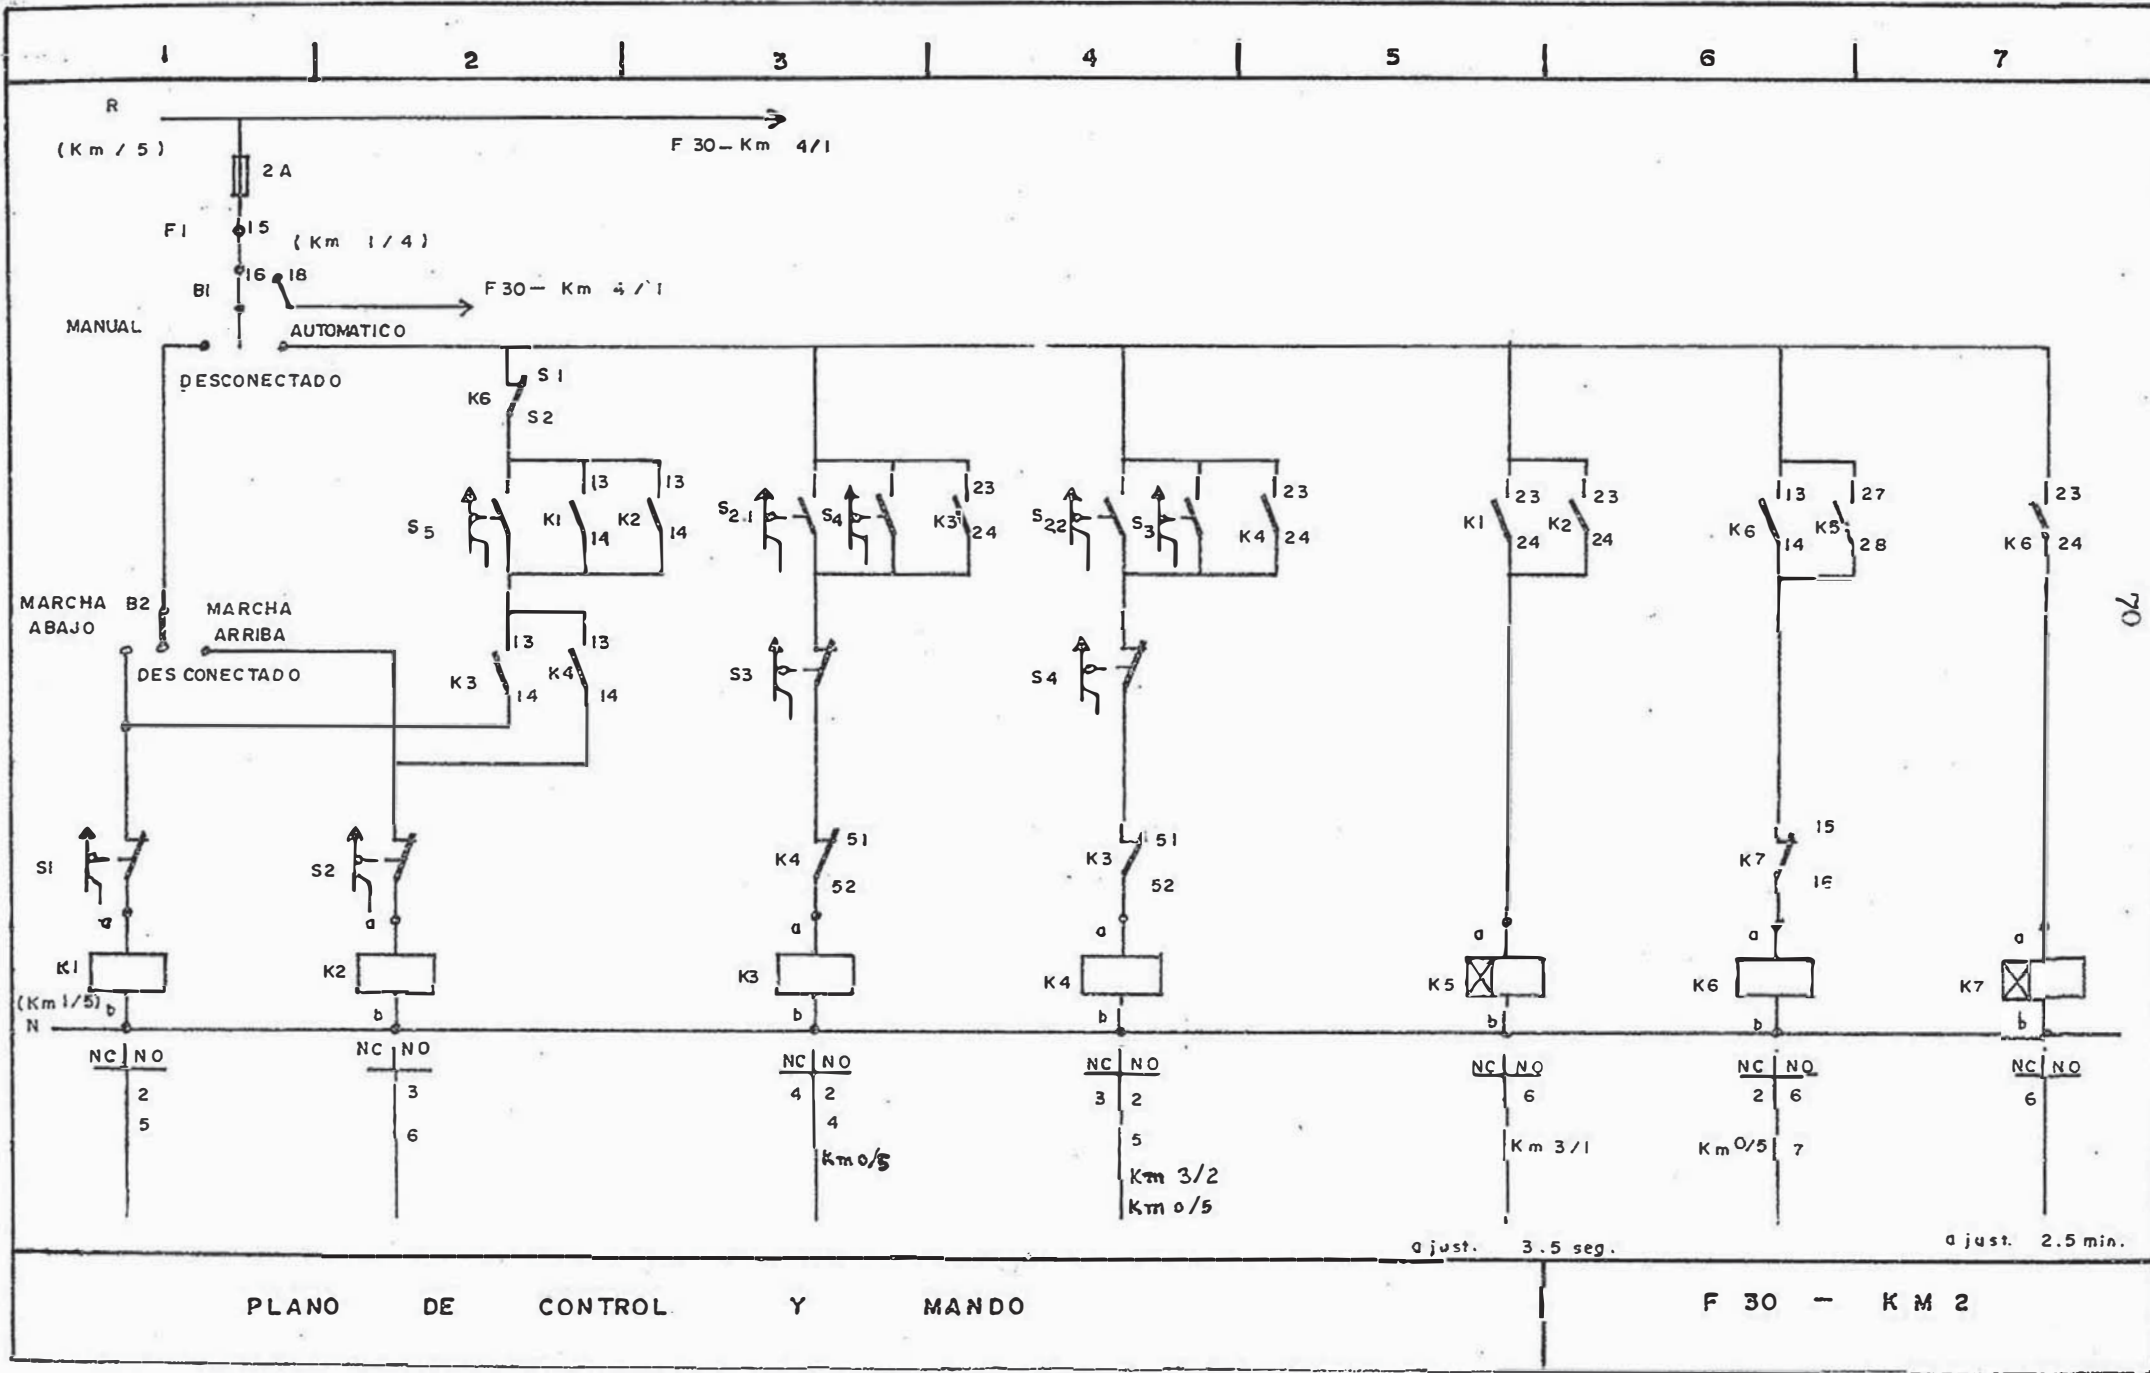 1 2 3 4 5 6 7
R
(Km / 5)
F 30 – Km 4/1
2 A
F1 15
(Km 1/4)
16 18
B1
F 30 – Km 4/1
MANUAL
AUTOMATICO
DESCONECTADO
K6 S1
S2
S5
13 13
K1 K2
14 14
S2.1 S4 K3 23
24
S2.2 S3 K4 23
24
K1 23 K2 23
24 24
K6 13 K5 27
14 28
K6 23
24
70
MARCHA ABAJO
B2
MARCHA ARRIBA
DESCONECTADO
13 13
K3 K4
14 14
S3
S4
S1
S2
K4 51
52
K3 51
52
K7 15
16
a a a a a a a
K1 K2 K3 K4 K5 K6 K7
(Km 1/5)
b b b b b b b
N
NC NO
2
5
NC NO
3
6
NC NO
4 2
4
Km 0/5
NC NO
3 2
5
Km 3/2
Km 0/5
NC NO
6
Km 3/1
NC NO
2 6
Km 0/5 7
NC NO
6
ajust. 3.5 seg.
ajust. 2.5 min.
PLANO DE CONTROL Y MANDO
F 30 – KM 2